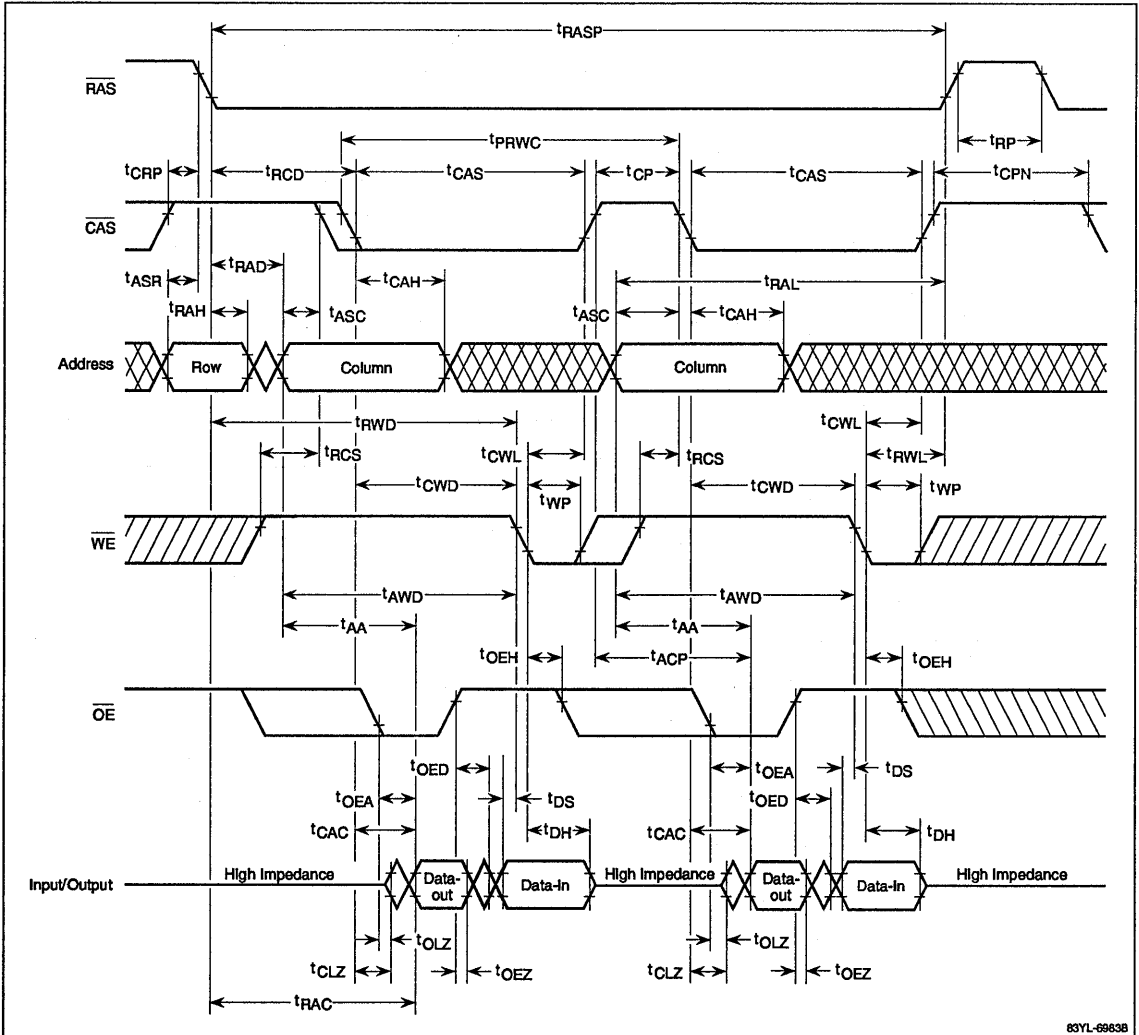 tRASP
RAS
tPRWC
tRP
tCRP
tRCD
tCAS
tCP
tCAS
tCPN
CAS
tASR
tRAD
tCAH
tRAL
tRAH
tASC
tASC
tCAH
Address
Row
Column
Column
tRWD
tCWL
tCWL
tRCS
tRCS
tRWL
tCWD
tWP
tCWD
tWP
WE
tAWD
tAWD
tAA
tAA
tOEH
tACP
tOEH
OE
tOED
tOEA
tDS
tOEA
tDS
tOED
tCAC
tDH
tCAC
tDH
Input/Output
High Impedance
Data-out
Data-In
High Impedance
Data-out
Data-In
High Impedance
tOLZ
tOLZ
tCLZ
tOEZ
tCLZ
tOEZ
tRAC
83YL-6983B